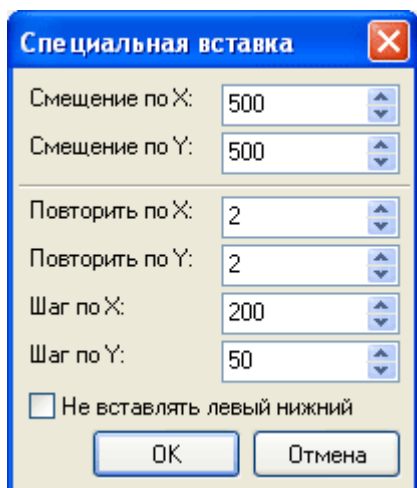 Специальная вставка
Смещение по X: 500
Смещение по Y: 500
Повторить по X: 2
Повторить по Y: 2
Шаг по X: 200
Шаг по Y: 50
Не вставлять левый нижний
OK Отмена